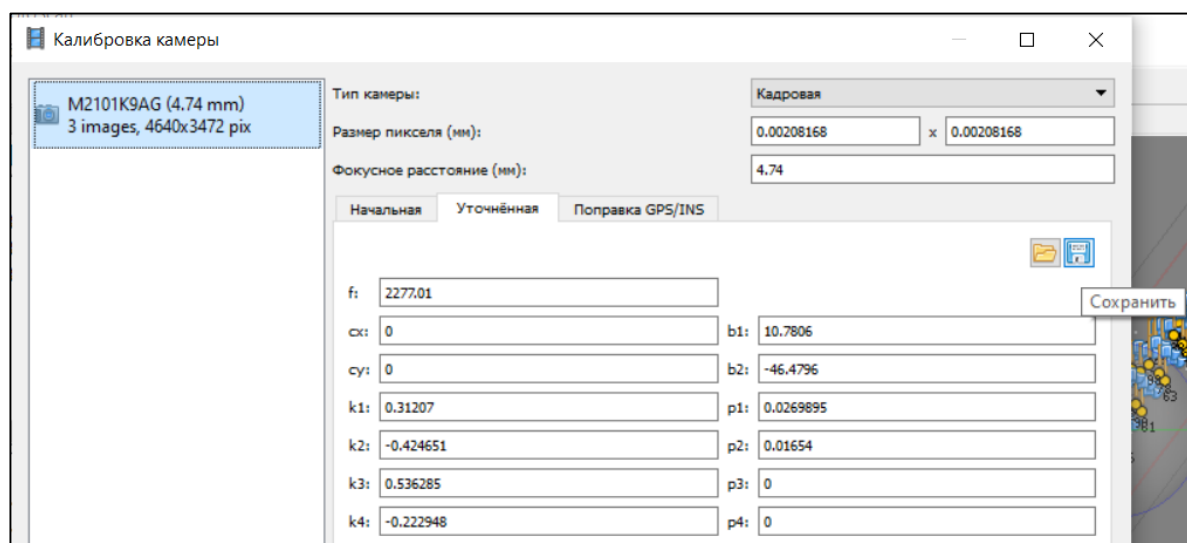 Калибровка камеры
M2101K9AG (4.74 mm)
3 images, 4640x3472 pix
Тип камеры:
Кадровая
Размер пикселя (мм):
0.00208168 x 0.00208168
Фокусное расстояние (мм):
4.74
Начальная Уточнённая Поправка GPS/INS
Сохранить
f: 2277.01
cx: 0 b1: 10.7806
cy: 0 b2: -46.4796
k1: 0.31207 p1: 0.0269895
k2: -0.424651 p2: 0.01654
k3: 0.536285 p3: 0
k4: -0.222948 p4: 0
63